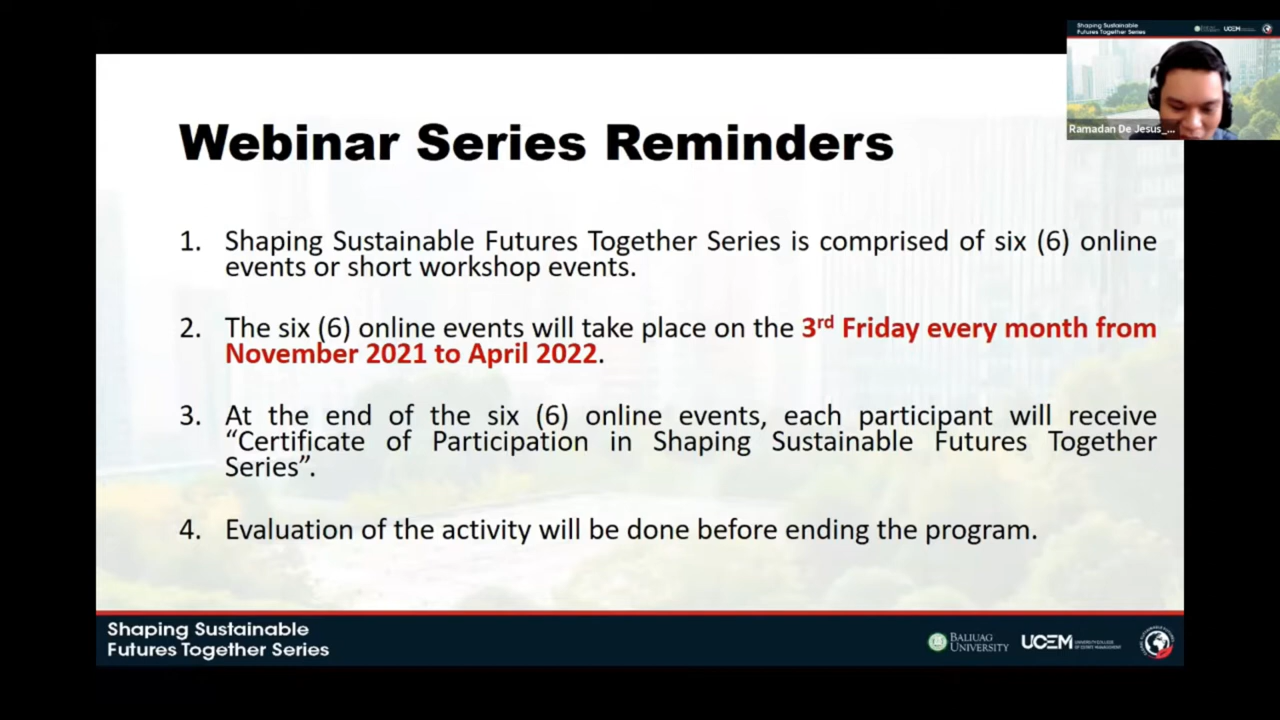 Shaping Sustainable
Futures Together Series
UCEM
Ramadan De Jesus_...
Webinar Series Reminders
1. Shaping Sustainable Futures Together Series is comprised of six (6) online
events or short workshop events.
2. The six (6) online events will take place on the 3rd Friday every month from
November 2021 to April 2022.
3. At the end of the six (6) online events, each participant will receive
“Certificate of Participation in Shaping Sustainable Futures Together
Series”.
4. Evaluation of the activity will be done before ending the program.
Shaping Sustainable
Futures Together Series
BALIUAG
UNIVERSITY
UCEM
UNIVERSITY COLLEGE
OF ESTATE MANAGEMENT